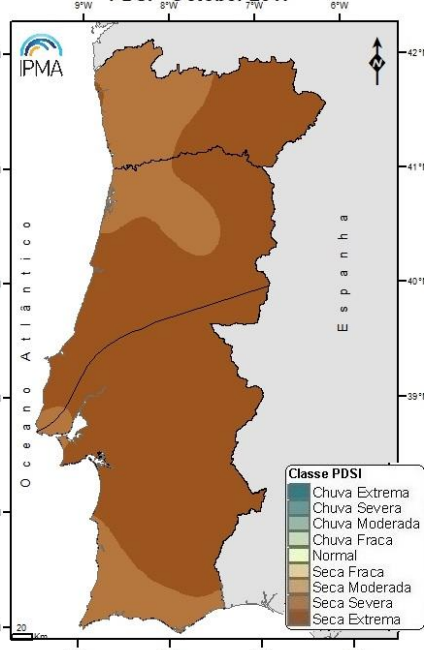 9°W 8°W 7°W 6°W
IPMA
N
42°N
41°N
40°N
39°N
Oceano Atlântico
Espanha
Classe PDSI
Chuva Extrema
Chuva Severa
Chuva Moderada
Chuva Fraca
Normal
Seca Fraca
Seca Moderada
Seca Severa
Seca Extrema
20
Km